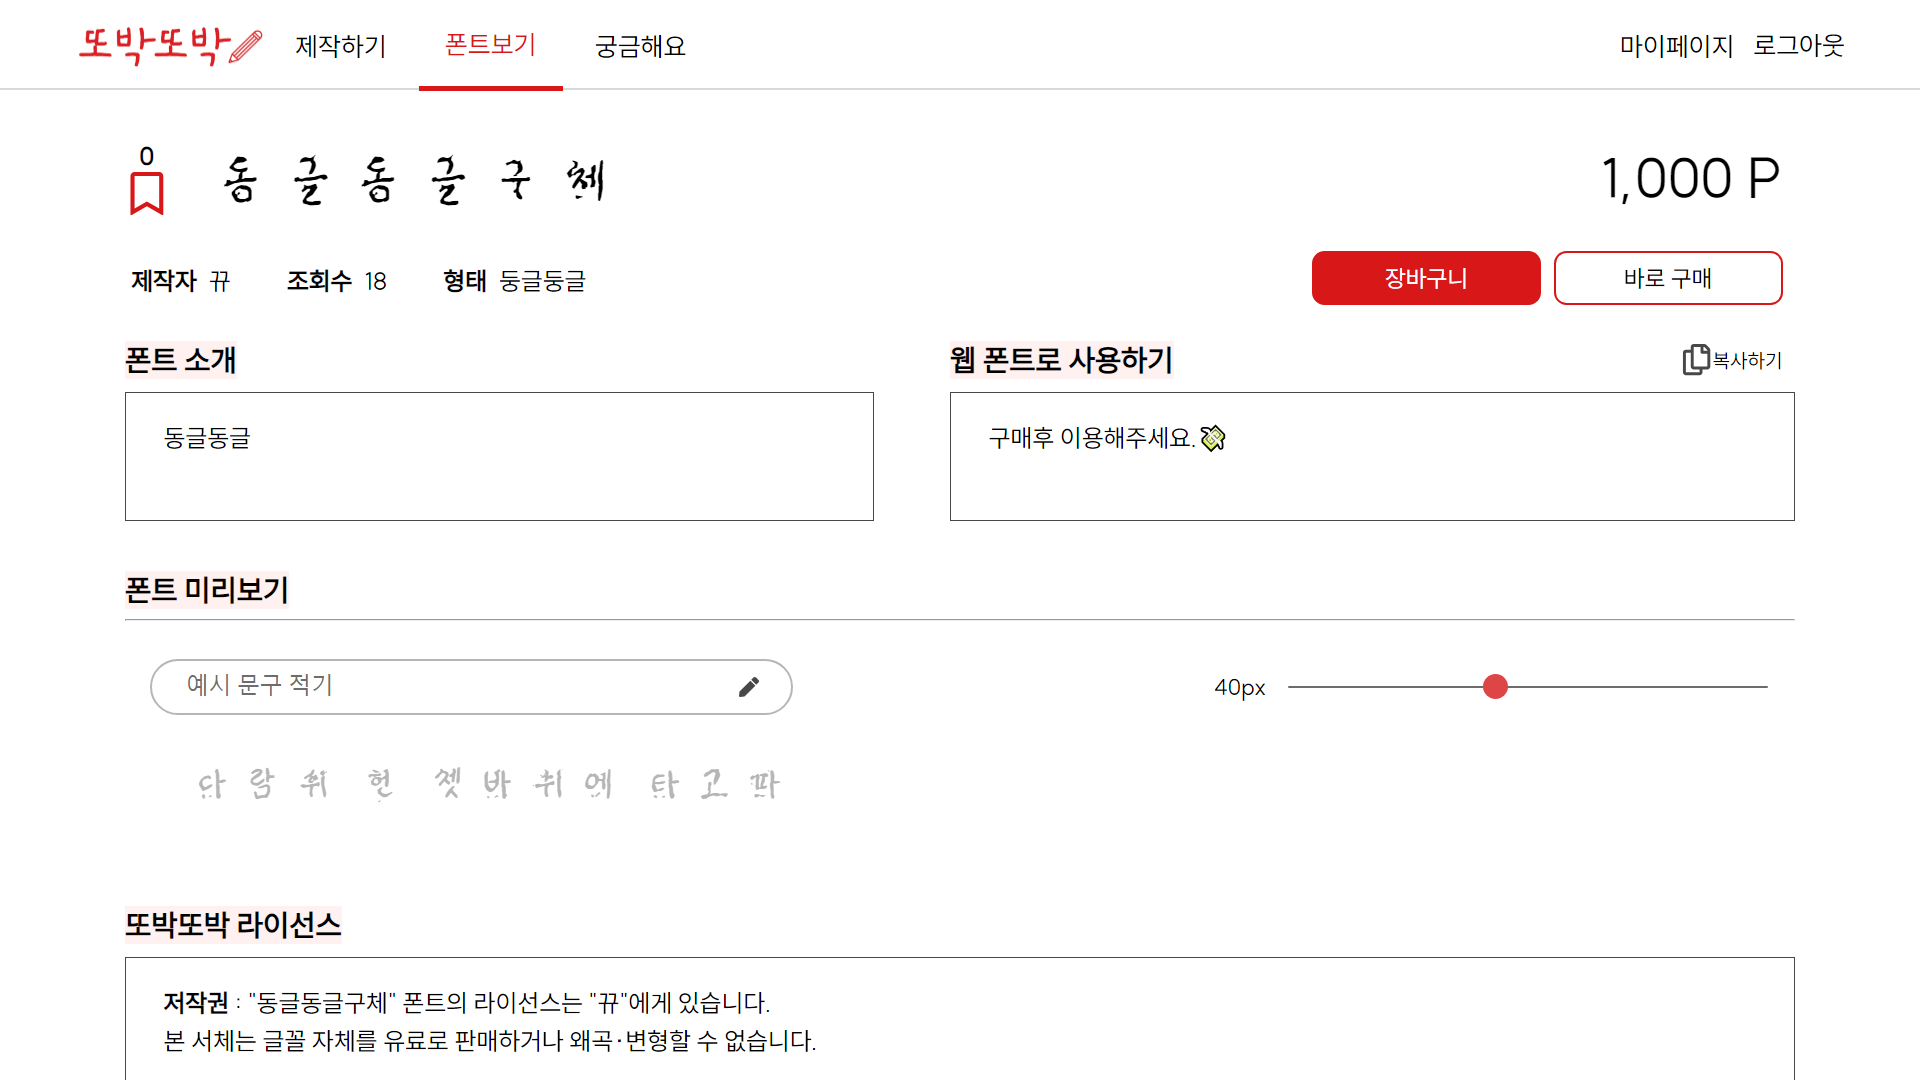 또박또박 제작하기 폰트보기 궁금해요 마이페이지 로그아웃
0
동글동글구체
1,000 P
제작자 뀨 조회수 18 형태 둥글둥글
장바구니 바로 구매
폰트 소개
동글동글
웹 폰트로 사용하기 복사하기
구매후 이용해주세요.💸
폰트 미리보기
예시 문구 적기
40px
다람쥐 헌 쳇바퀴에 타고파
또박또박 라이선스
저작권 : "동글동글구체" 폰트의 라이선스는 "뀨"에게 있습니다.
본 서체는 글꼴 자체를 유료로 판매하거나 왜곡·변형할 수 없습니다.